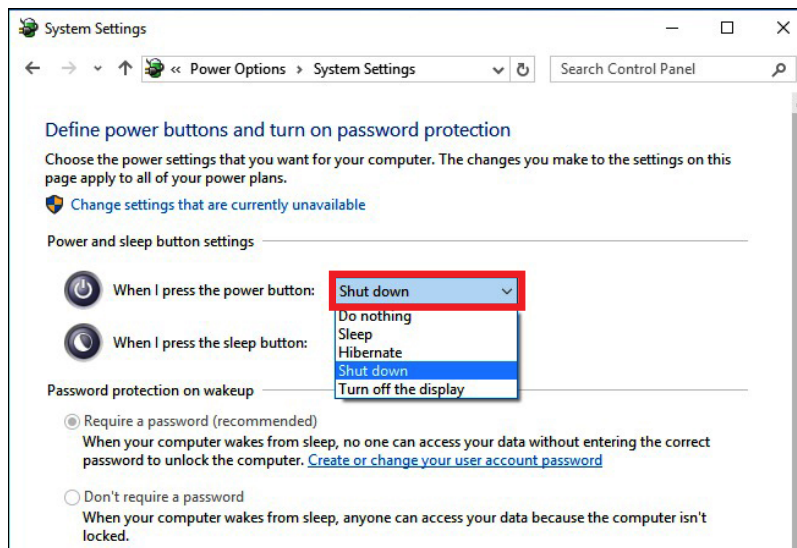 System Settings
« Power Options › System Settings
Search Control Panel
Define power buttons and turn on password protection
Choose the power settings that you want for your computer. The changes you make to the settings on this
page apply to all of your power plans.
Change settings that are currently unavailable
Power and sleep button settings
When I press the power button: Shut down
Do nothing
Sleep
When I press the sleep button:
Hibernate
Shut down
Turn off the display
Password protection on wakeup
Require a password (recommended)
When your computer wakes from sleep, no one can access your data without entering the correct
password to unlock the computer. Create or change your user account password
Don't require a password
When your computer wakes from sleep, anyone can access your data because the computer isn't
locked.